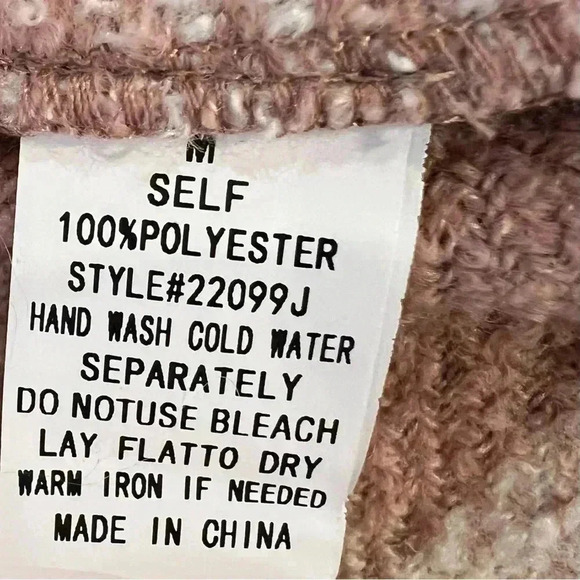 M
SELF
100%POLYESTER
STYLE#22099J
HAND WASH COLD WATER
SEPARATELY
DO NOTUSE BLEACH
LAY FLATTO DRY
WARM IRON IF NEEDED
MADE IN CHINA